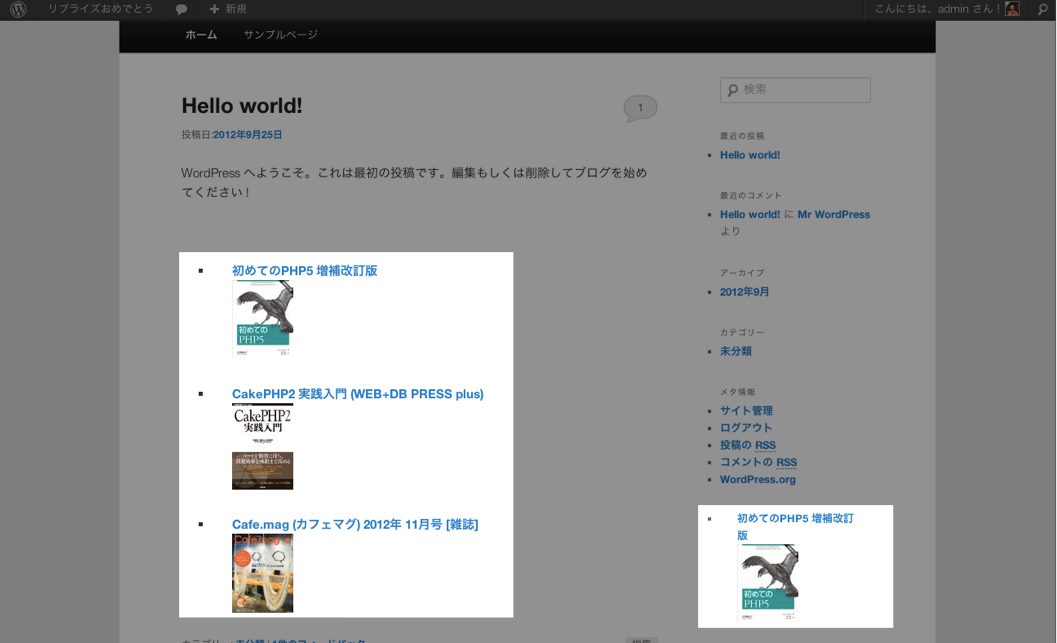 リブライズおめでとう
+ 新規
こんにちは、admin さん !
ホーム
サンプルページ
Hello world!
1
投稿日:2012年9月25日
WordPress へようこそ。これは最初の投稿です。編集もしくは削除してブログを始め
てください !
初めてのPHP5 増補改訂版
初めての
PHP5
CakePHP2 実践入門 (WEB+DB PRESS plus)
CakePHP2
実践入門
Cafe.mag (カフェマグ) 2012年 11月号 [雑誌]
Cafe.mag
カテゴリー: 未分類 | 1件のフィードバック
編集
検索
最近の投稿
Hello world!
最近のコメント
Hello world! に Mr WordPress
より
アーカイブ
2012年9月
カテゴリー
未分類
メタ情報
サイト管理
ログアウト
投稿の RSS
コメントの RSS
WordPress.org
初めてのPHP5 増補改訂
版
初めての
PHP5